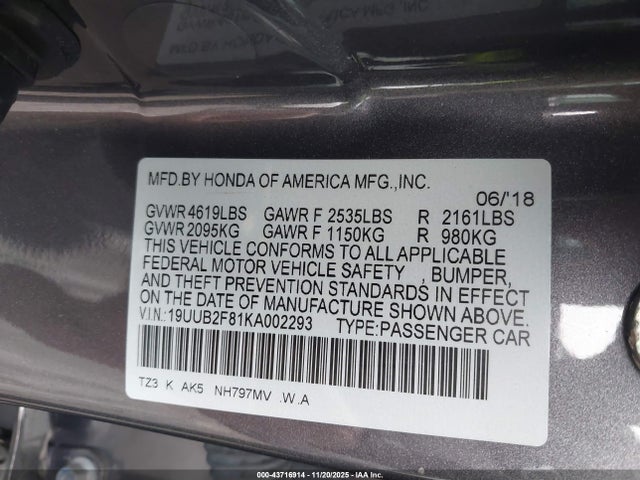 MFD.BY HONDA OF AMERICA MFG.,INC.
06/'18
GVWR 4619LBS GAWR F 2535LBS R 2161LBS
GVWR 2095KG GAWR F 1150KG R 980KG
THIS VEHICLE CONFORMS TO ALL APPLICABLE
FEDERAL MOTOR VEHICLE SAFETY , BUMPER,
AND THEFT PREVENTION STANDARDS IN EFFECT
ON THE DATE OF MANUFACTURE SHOWN ABOVE.
V.I.N.:19UUB2F81KA002293 TYPE:PASSENGER CAR
TZ3 K AK5 NH797MV .W.A
000-43716914 - 11/20/2025 - IAA Inc.